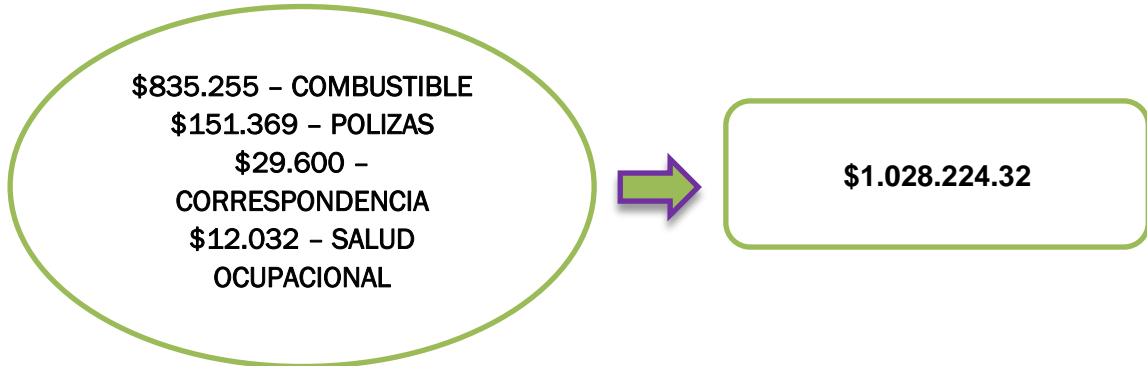 $835.255 – COMBUSTIBLE
$151.369 – POLIZAS
$29.600 –
CORRESPONDENCIA
$12.032 – SALUD
OCUPACIONAL
$1.028.224.32